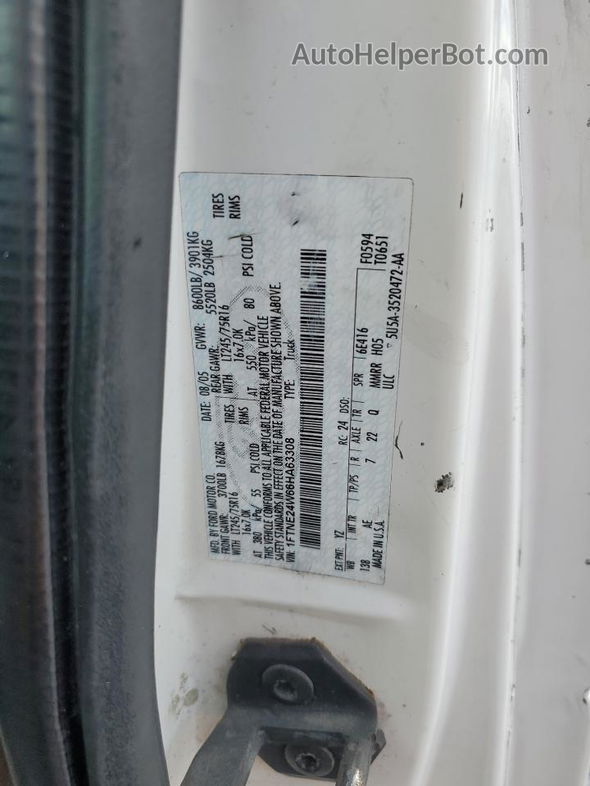 AutoHelperBot.com
MFD. BY FORD MOTOR CO. DATE: 08/05 GVWR: 8600LB/ 3901KG
FRONT GAWR: 3700LB 1678KG REAR GAWR: 5520LB 2504KG
WITH LT245/75R16 TIRES WITH LT245/75R16 TIRES
16x7.0K RIMS 16x7.0K RIMS
AT 380 kPa/ 55 PSI COLD AT 550 kPa/ 80 PSI COLD
THIS VEHICLE CONFORMS TO ALL APPLICABLE FEDERAL MOTOR VEHICLE
SAFETY STANDARDS IN EFFECT ON THE DATE OF MANUFACTURE SHOWN ABOVE.
VIN: 1FTNE24W66HA63308 TYPE: Truck
F0594
T0651
EXT PNT: YZ RC: 24 DSO:
WB INT TR TP/PS R AXLE TR SPR 6E416
138 AE 7 22 Q MMRR H05
MADE IN U.S.A. ULC 5U5A-3520472-AA